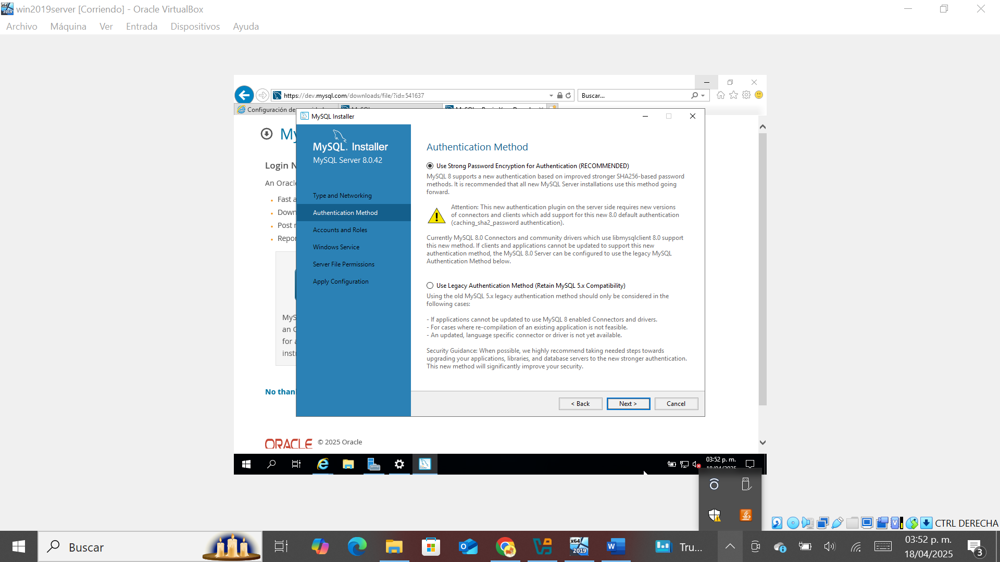 win2019server [Corriendo] - Oracle VirtualBox
Archivo Máquina Ver Entrada Dispositivos Ayuda
https://dev.mysql.com/downloads/file/?id=541637
Buscar...
Configuración de
MySQL Installer
My
MySQL Installer
MySQL Server 8.0.42
Login N
An Oracle
Fast a
Down
Post r
Repor
MyS
an O
for a
inst
No than
Type and Networking
Authentication Method
Accounts and Roles
Windows Service
Server File Permissions
Apply Configuration
Authentication Method
Use Strong Password Encryption for Authentication (RECOMMENDED)
MySQL 8 supports a new authentication based on improved stronger SHA256-based password
methods. It is recommended that all new MySQL Server installations use this method going
forward.
Attention: This new authentication plugin on the server side requires new versions
of connectors and clients which add support for this new 8.0 default authentication
(caching_sha2_password authentication).
Currently MySQL 8.0 Connectors and community drivers which use libmysqlclient 8.0 support
this new method. If clients and applications cannot be updated to support this new
authentication method, the MySQL 8.0 Server can be configured to use the legacy MySQL
Authentication Method below.
Use Legacy Authentication Method (Retain MySQL 5.x Compatibility)
Using the old MySQL 5.x legacy authentication method should only be considered in the
following cases:
- If applications cannot be updated to use MySQL 8 enabled Connectors and drivers.
- For cases where re-compilation of an existing application is not feasible.
- An updated, language specific connector or driver is not yet available.
Security Guidance: When possible, we highly recommend taking needed steps towards
upgrading your applications, libraries, and database servers to the new stronger authentication.
This new method will significantly improve your security.
< Back
Next >
Cancel
ORACLE © 2025 Oracle
03:52 p. m.
18/04/2025
CTRL DERECHA
Buscar
x64
2019
Tru...
03:52 p. m.
18/04/2025
3